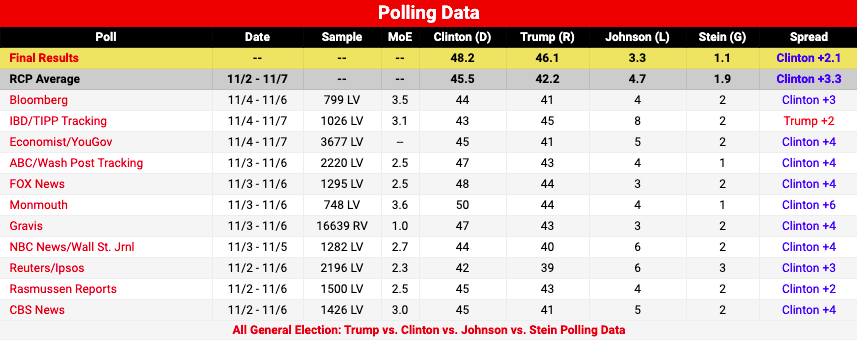 Polling Data
Poll Date Sample MoE Clinton (D) Trump (R) Johnson (L) Stein (G) Spread
Final Results -- -- -- 48.2 46.1 3.3 1.1 Clinton +2.1
RCP Average 11/2 - 11/7 -- -- 45.5 42.2 4.7 1.9 Clinton +3.3
Bloomberg 11/4 - 11/6 799 LV 3.5 44 41 4 2 Clinton +3
IBD/TIPP Tracking 11/4 - 11/7 1026 LV 3.1 43 45 8 2 Trump +2
Economist/YouGov 11/4 - 11/7 3677 LV -- 45 41 5 2 Clinton +4
ABC/Wash Post Tracking 11/3 - 11/6 2220 LV 2.5 47 43 4 1 Clinton +4
FOX News 11/3 - 11/6 1295 LV 2.5 48 44 3 2 Clinton +4
Monmouth 11/3 - 11/6 748 LV 3.6 50 44 4 1 Clinton +6
Gravis 11/3 - 11/6 16639 RV 1.0 47 43 3 2 Clinton +4
NBC News/Wall St. Jrnl 11/3 - 11/5 1282 LV 2.7 44 40 6 2 Clinton +4
Reuters/Ipsos 11/2 - 11/6 2196 LV 2.3 42 39 6 3 Clinton +3
Rasmussen Reports 11/2 - 11/6 1500 LV 2.5 45 43 4 2 Clinton +2
CBS News 11/2 - 11/6 1426 LV 3.0 45 41 5 2 Clinton +4
All General Election: Trump vs. Clinton vs. Johnson vs. Stein Polling Data